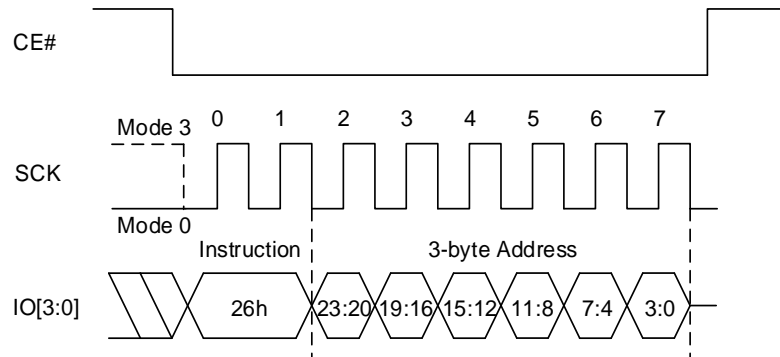 CE#
0 1 2 3 4 5 6 7
Mode 3
SCK
Mode 0
Instruction 3-byte Address
IO[3:0] 26h 23:20 19:16 15:12 11:8 7:4 3:0